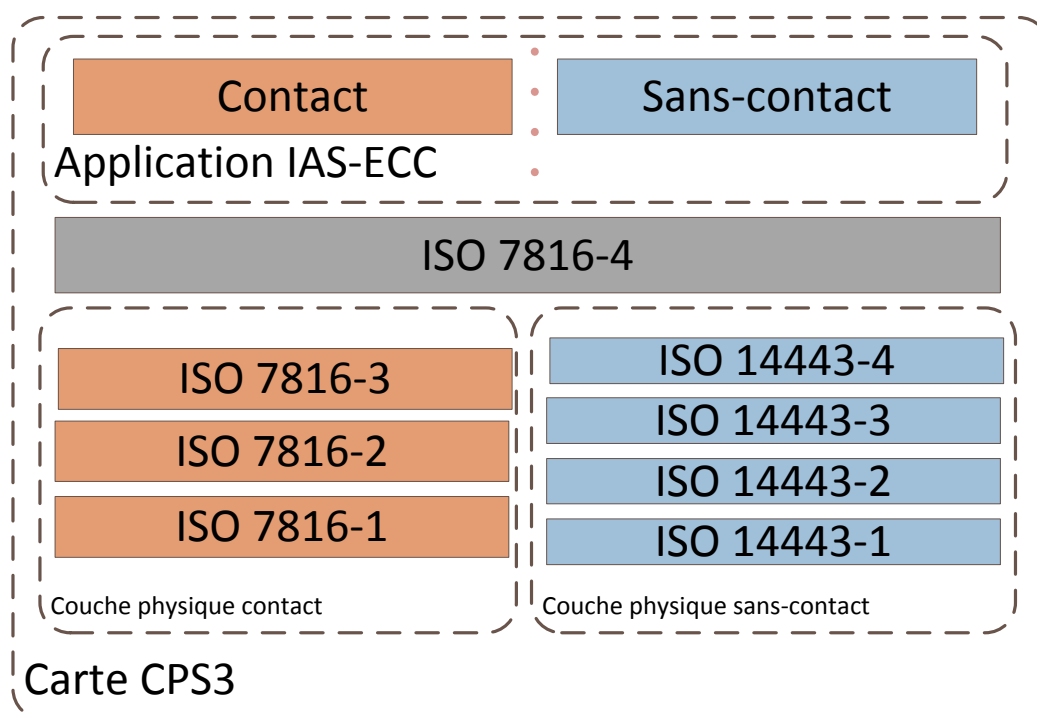 Contact
Sans-contact
Application IAS-ECC
ISO 7816-4
ISO 7816-3
ISO 7816-2
ISO 7816-1
Couche physique contact
ISO 14443-4
ISO 14443-3
ISO 14443-2
ISO 14443-1
Couche physique sans-contact
Carte CPS3